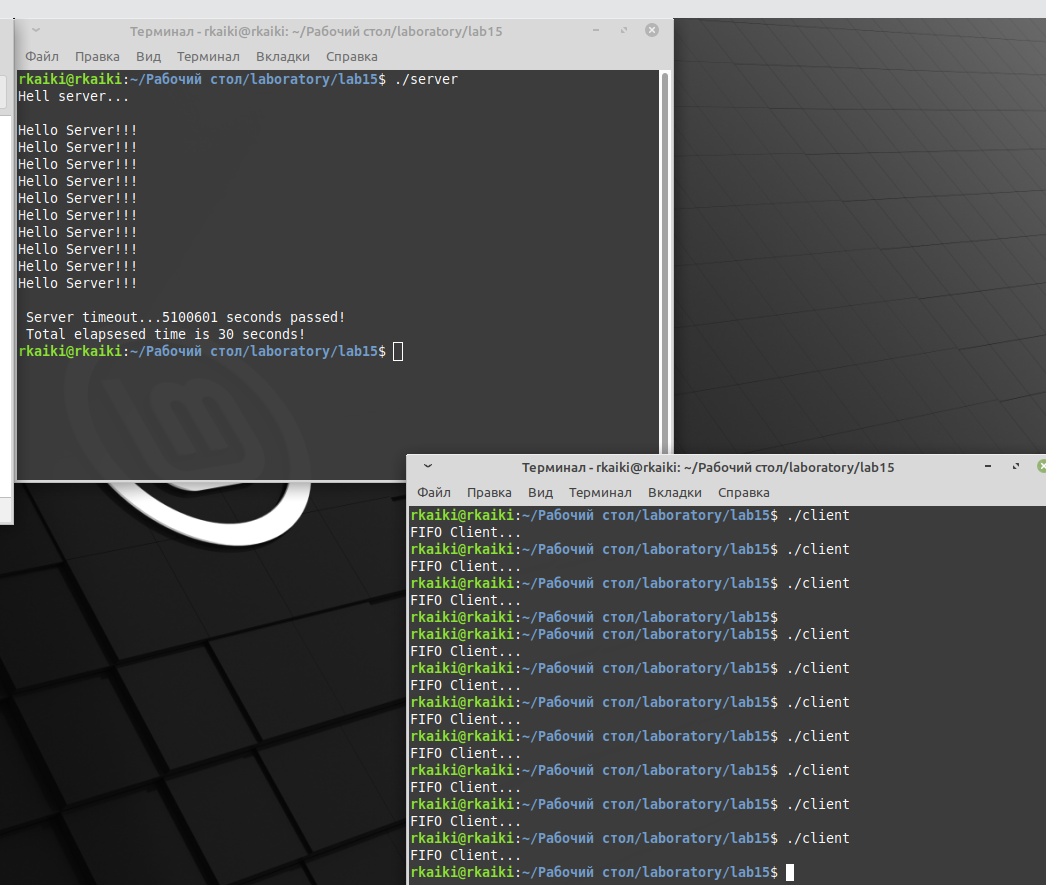 Терминал - rkaiki@rkaiki: ~/Рабочий стол/laboratory/lab15
Файл Правка Вид Терминал Вкладки Справка
rkaiki@rkaiki:~/Рабочий стол/laboratory/lab15$ ./server
Hell server...
Hello Server!!!
Hello Server!!!
Hello Server!!!
Hello Server!!!
Hello Server!!!
Hello Server!!!
Hello Server!!!
Hello Server!!!
Hello Server!!!
Hello Server!!!
Server timeout...5100601 seconds passed!
Total elapsesed time is 30 seconds!
rkaiki@rkaiki:~/Рабочий стол/laboratory/lab15$
Терминал - rkaiki@rkaiki: ~/Рабочий стол/laboratory/lab15
Файл Правка Вид Терминал Вкладки Справка
rkaiki@rkaiki:~/Рабочий стол/laboratory/lab15$ ./client
FIFO Client...
rkaiki@rkaiki:~/Рабочий стол/laboratory/lab15$ ./client
FIFO Client...
rkaiki@rkaiki:~/Рабочий стол/laboratory/lab15$ ./client
FIFO Client...
rkaiki@rkaiki:~/Рабочий стол/laboratory/lab15$
rkaiki@rkaiki:~/Рабочий стол/laboratory/lab15$ ./client
FIFO Client...
rkaiki@rkaiki:~/Рабочий стол/laboratory/lab15$ ./client
FIFO Client...
rkaiki@rkaiki:~/Рабочий стол/laboratory/lab15$ ./client
FIFO Client...
rkaiki@rkaiki:~/Рабочий стол/laboratory/lab15$ ./client
FIFO Client...
rkaiki@rkaiki:~/Рабочий стол/laboratory/lab15$ ./client
FIFO Client...
rkaiki@rkaiki:~/Рабочий стол/laboratory/lab15$ ./client
FIFO Client...
rkaiki@rkaiki:~/Рабочий стол/laboratory/lab15$ ./client
FIFO Client...
rkaiki@rkaiki:~/Рабочий стол/laboratory/lab15$